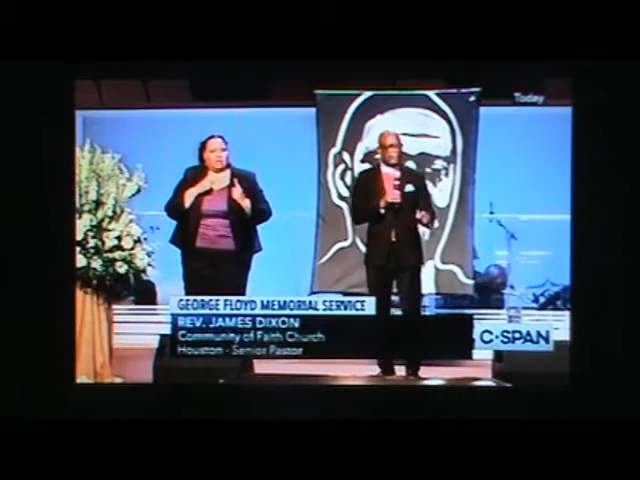 Today
GEORGE FLOYD MEMORIAL SERVICE
REV. JAMES DIXON
Community of Faith Church
Houston - Senior Pastor
C-SPAN